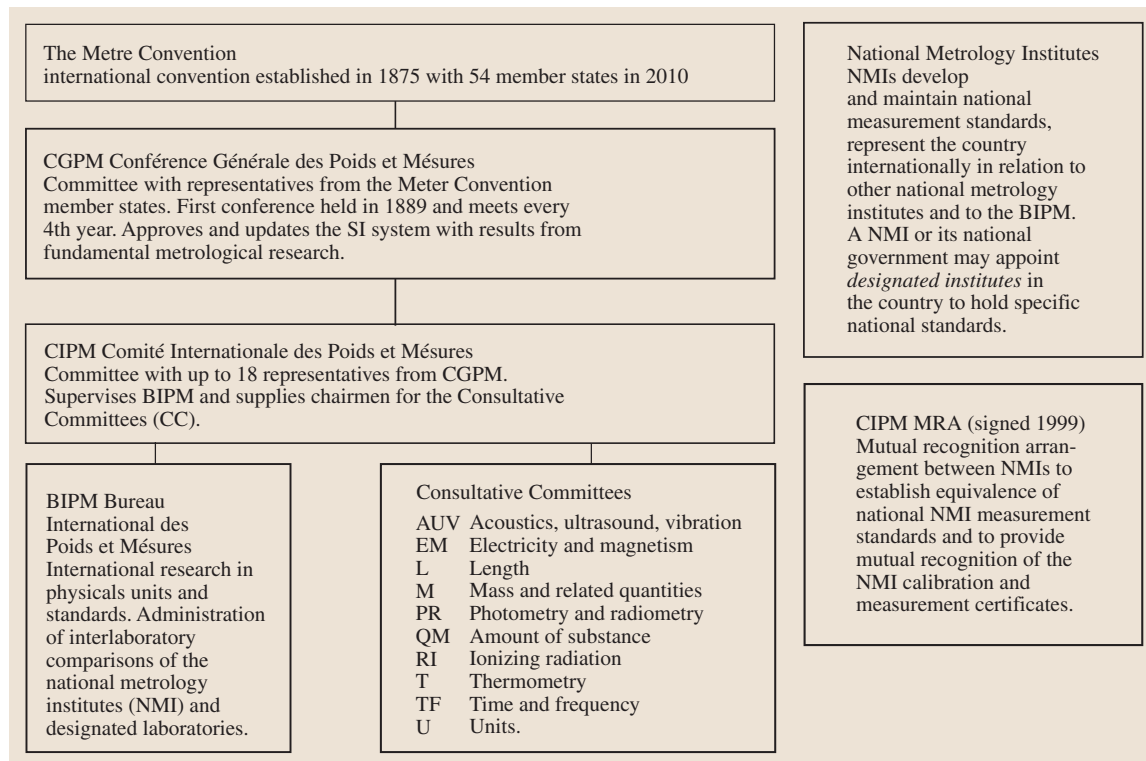 The Metre Convention
international convention established in 1875 with 54 member states in 2010
CGPM Conférence Générale des Poids et Mésures
Committee with representatives from the Meter Convention
member states. First conference held in 1889 and meets every
4th year. Approves and updates the SI system with results from
fundamental metrological research.
CIPM Comité Internationale des Poids et Mésures
Committee with up to 18 representatives from CGPM.
Supervises BIPM and supplies chairmen for the Consultative
Committees (CC).
BIPM Bureau
International des
Poids et Mésures
International research in
physicals units and
standards. Administration
of interlaboratory
comparisons of the
national metrology
institutes (NMI) and
designated laboratories.
Consultative Committees
AUV Acoustics, ultrasound, vibration
EM Electricity and magnetism
L Length
M Mass and related quantities
PR Photometry and radiometry
QM Amount of substance
RI Ionizing radiation
T Thermometry
TF Time and frequency
U Units.
National Metrology Institutes
NMIs develop
and maintain national
measurement standards,
represent the country
internationally in relation to
other national metrology
institutes and to the BIPM.
A NMI or its national
government may appoint
designated institutes in
the country to hold specific
national standards.
CIPM MRA (signed 1999)
Mutual recognition arran-
gement between NMIs to
establish equivalence of
national NMI measurement
standards and to provide
mutual recognition of the
NMI calibration and
measurement certificates.